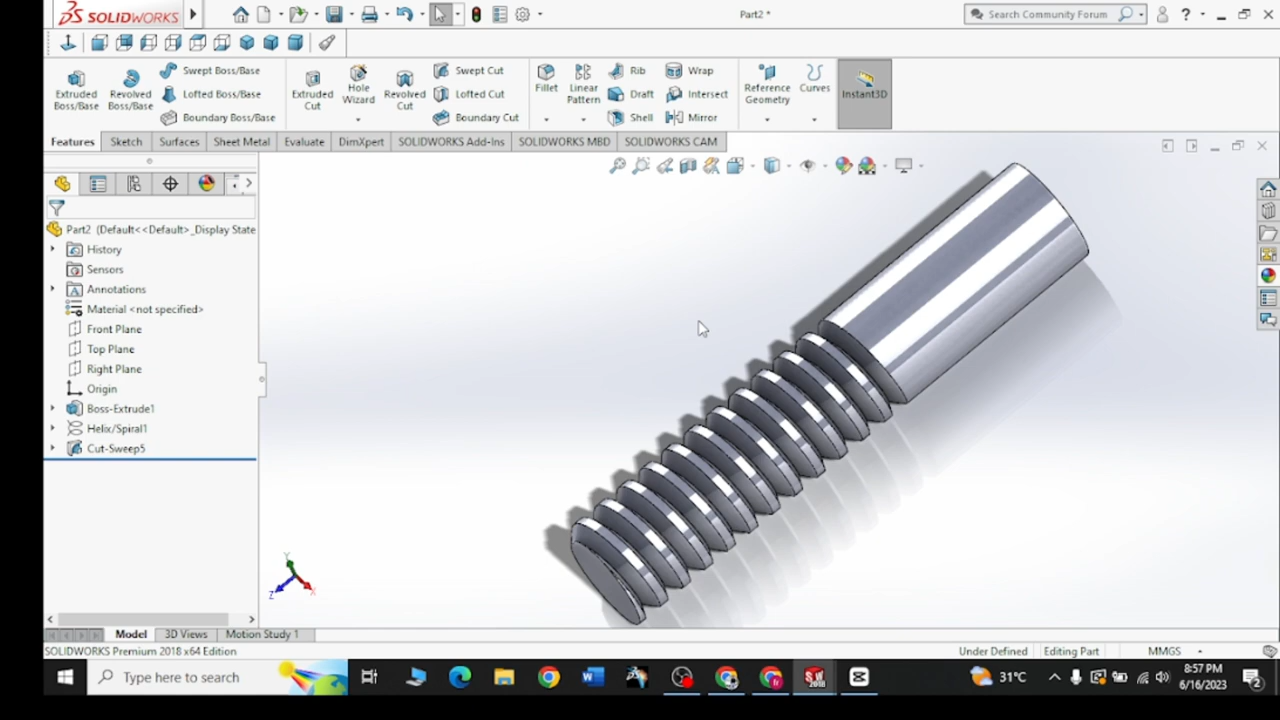 SOLIDWORKS
Part2 *
Search Community Forum
?
Extruded Boss/Base
Revolved Boss/Base
Swept Boss/Base
Lofted Boss/Base
Boundary Boss/Base
Extruded Cut
Hole Wizard
Revolved Cut
Swept Cut
Lofted Cut
Boundary Cut
Fillet
Linear Pattern
Rib
Draft
Shell
Wrap
Intersect
Mirror
Reference Geometry
Curves
Instant3D
Features
Sketch
Surfaces
Sheet Metal
Evaluate
DimXpert
SOLIDWORKS Add-Ins
SOLIDWORKS MBD
SOLIDWORKS CAM
Part2 (Default<<Default>_Display State
History
Sensors
Annotations
Material <not specified>
Front Plane
Top Plane
Right Plane
Origin
Boss-Extrude1
Helix/Spiral1
Cut-Sweep5
Y
Z
X
Model
3D Views
Motion Study 1
SOLIDWORKS Premium 2018 x64 Edition
Under Defined
Editing Part
MMGS
Type here to search
31°C
8:57 PM
6/16/2023
2